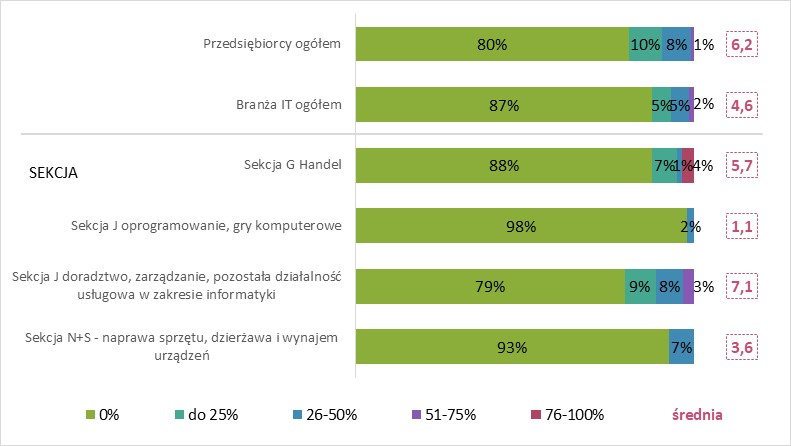 Przedsiębiorcy ogółem 80% 10% 8% 1% 6,2
Branża IT ogółem 87% 5% 5% 2% 4,6
SEKCJA
Sekcja G Handel 88% 7% 1% 4% 5,7
Sekcja J oprogramowanie, gry komputerowe 98% 2% 1,1
Sekcja J doradztwo, zarządzanie, pozostała działalność
usługowa w zakresie informatyki 79% 9% 8% 3% 7,1
Sekcja N+S - naprawa sprzętu, dzierżawa i wynajem
urządzeń 93% 7% 3,6
0% do 25% 26-50% 51-75% 76-100% średnia